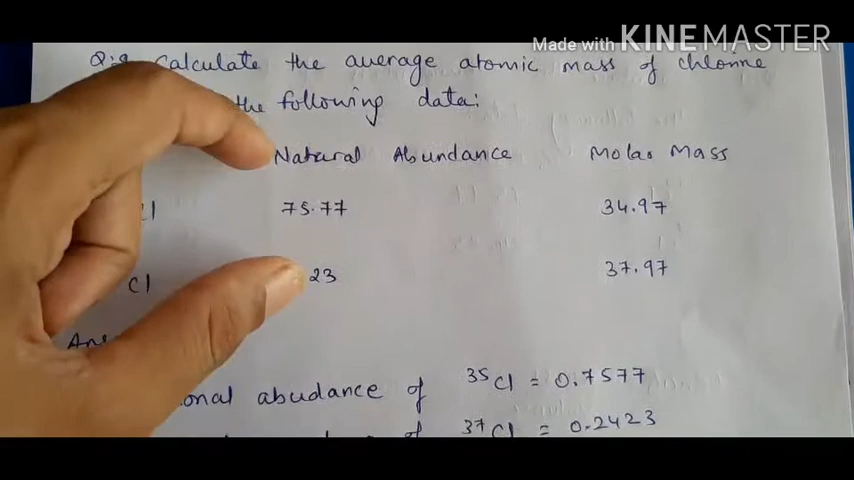 Made with KINEMASTER
Calculate the average atomic mass of chlorine
the following data:
Natural Abundance Molar Mass
75.77 34.97
Cl 23 37.97
abudance of ³⁵Cl = 0.7577
of ³⁷Cl = 0.2423